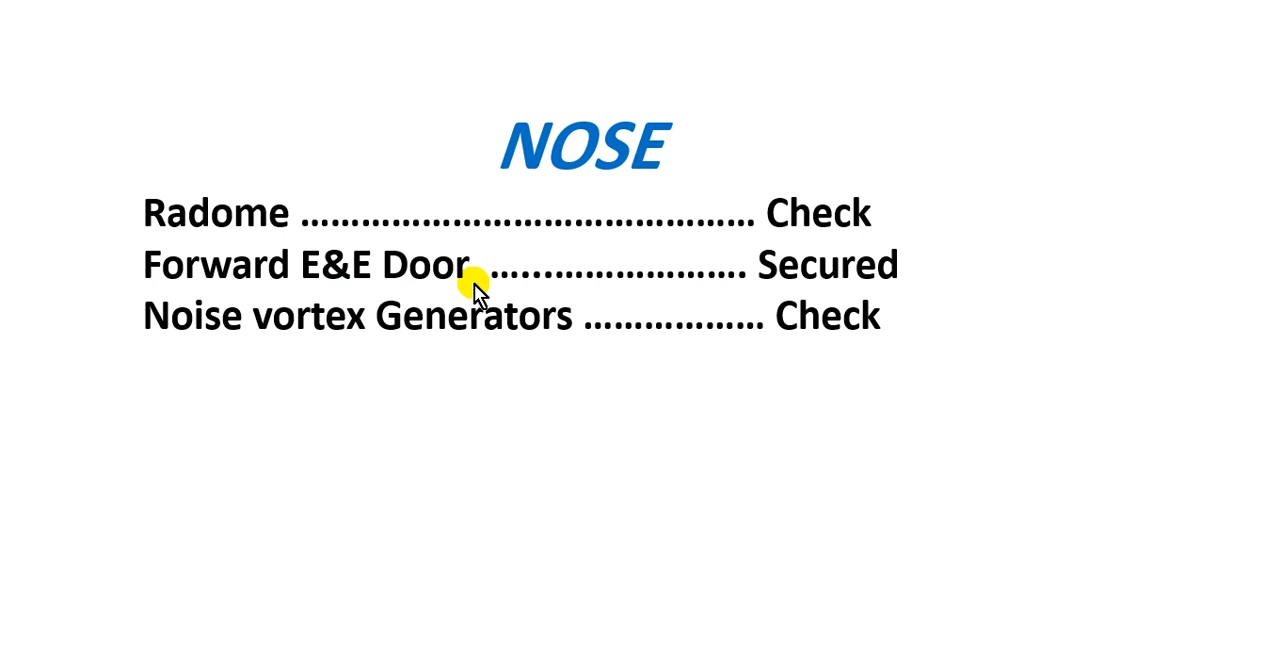 NOSE
Radome ............................................. Check
Forward E&E Door .......................... Secured
Noise vortex Generators .................. Check